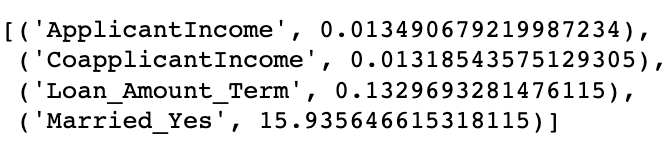 [('ApplicantIncome', 0.013490679219987234),
('CoapplicantIncome', 0.01318543575129305),
('Loan_Amount_Term', 0.1329693281476115),
('Married_Yes', 15.935646615318115)]